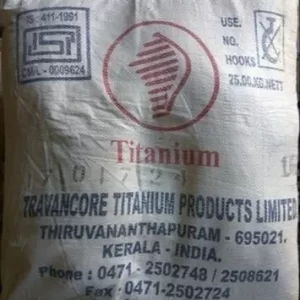 IS: 411-1991
CM/L - 0009624
USE.
NO.
HOOKS
25.00.KG.NETT
Titanium
TRAVANCORE TITANIUM PRODUCTS LIMITED
THIRUVANANTHAPURAM - 695021.
KERALA - INDIA.
Phone : 0471 - 2502748 / 2508621
Fax - 0471-2502724